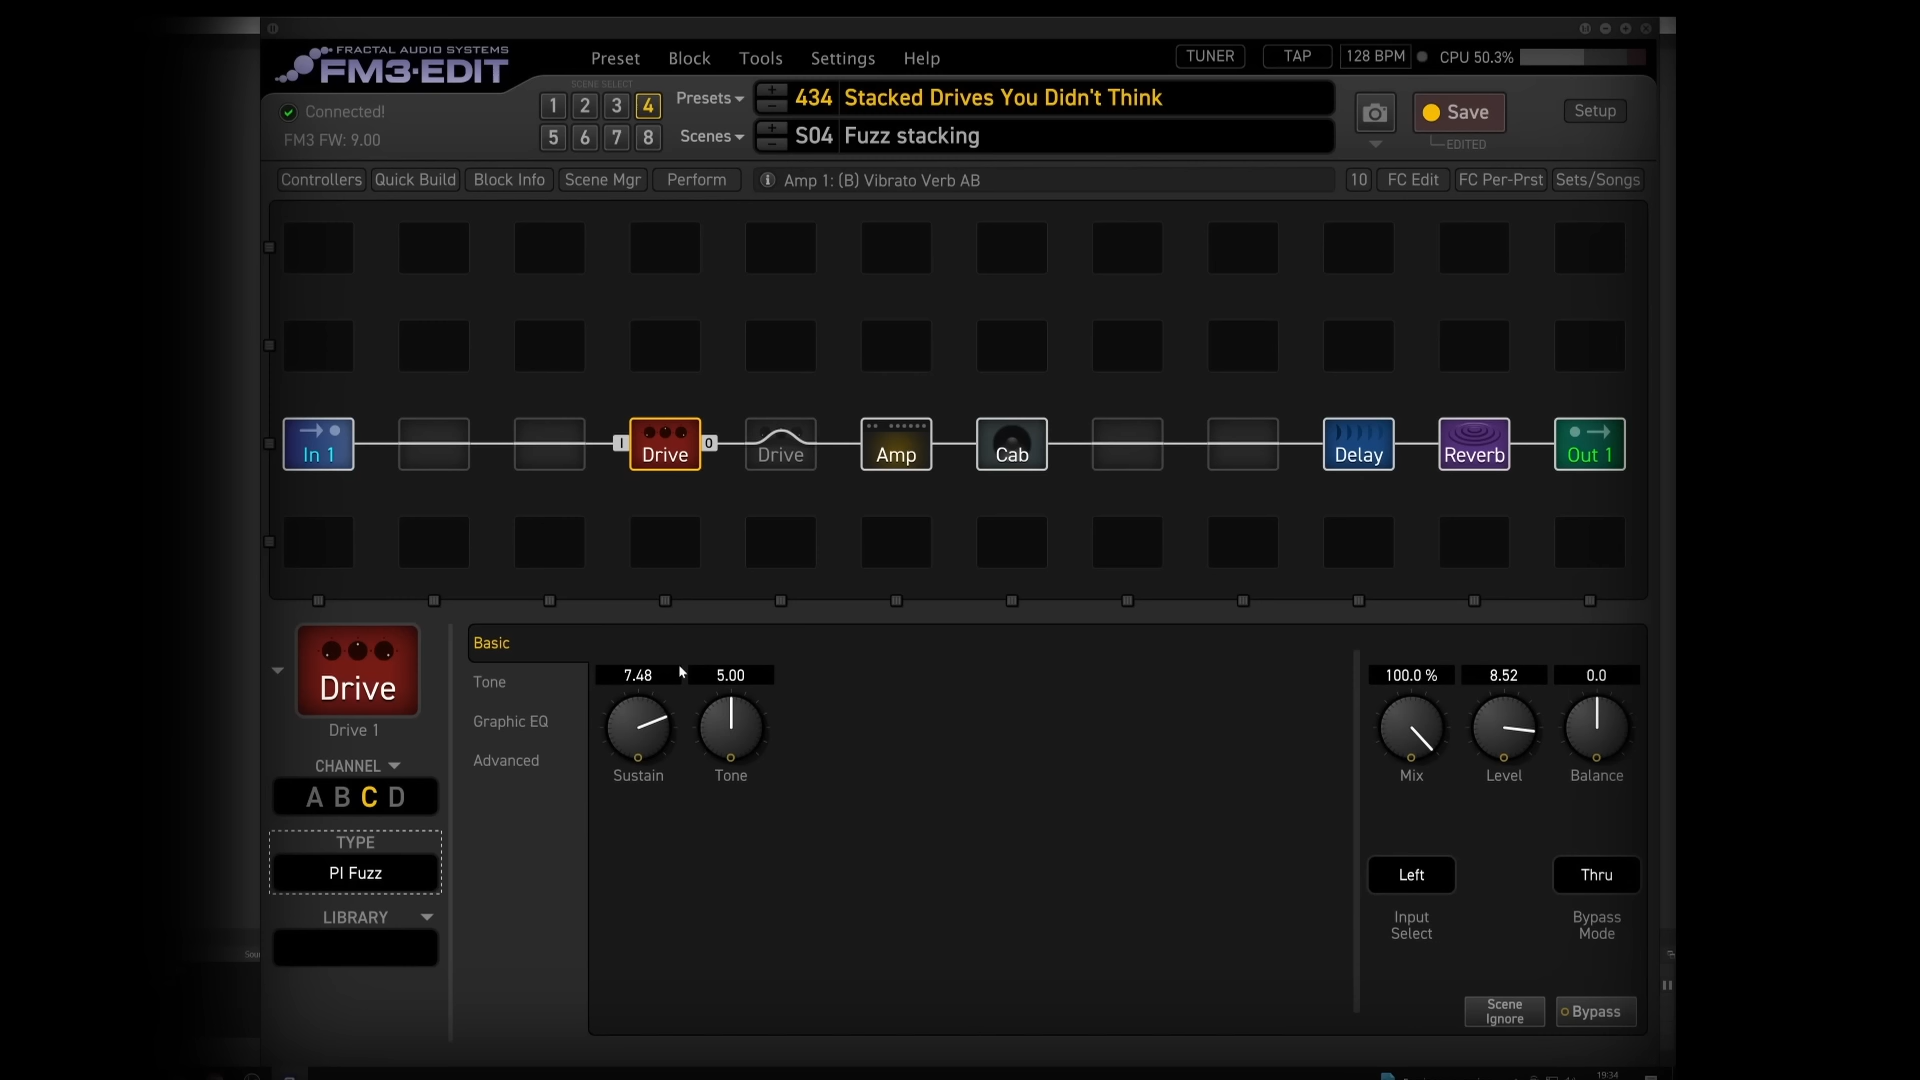 FRACTAL AUDIO SYSTEMS
FM3-EDIT
Preset Block Tools Settings Help
TUNER TAP 128 BPM CPU 50.3%
Connected!
FM3 FW: 9.00
SCENE SELECT
1 2 3 4
5 6 7 8
Presets 434 Stacked Drives You Didn't Think
Scenes S04 Fuzz stacking
Save
EDITED
Setup
Controllers Quick Build Block Info Scene Mgr Perform Amp 1: (B) Vibrato Verb AB 10 FC Edit FC Per-Prst Sets/Songs
In 1 I Drive O Drive Amp Cab Delay Reverb Out 1
Drive
Drive 1
CHANNEL
A B C D
TYPE
PI Fuzz
LIBRARY
Basic
Tone
Graphic EQ
Advanced
7.48 5.00
Sustain Tone
100.0 % 8.52 0.0
Mix Level Balance
Left Thru
Input Select
Bypass Mode
Scene Ignore
Bypass
19:34